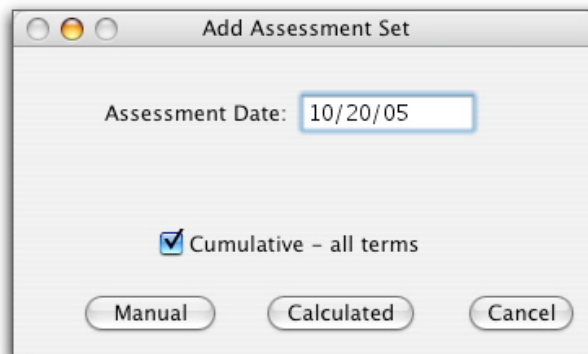 Add Assessment Set
Assessment Date: 10/20/05
Cumulative – all terms
Manual Calculated Cancel